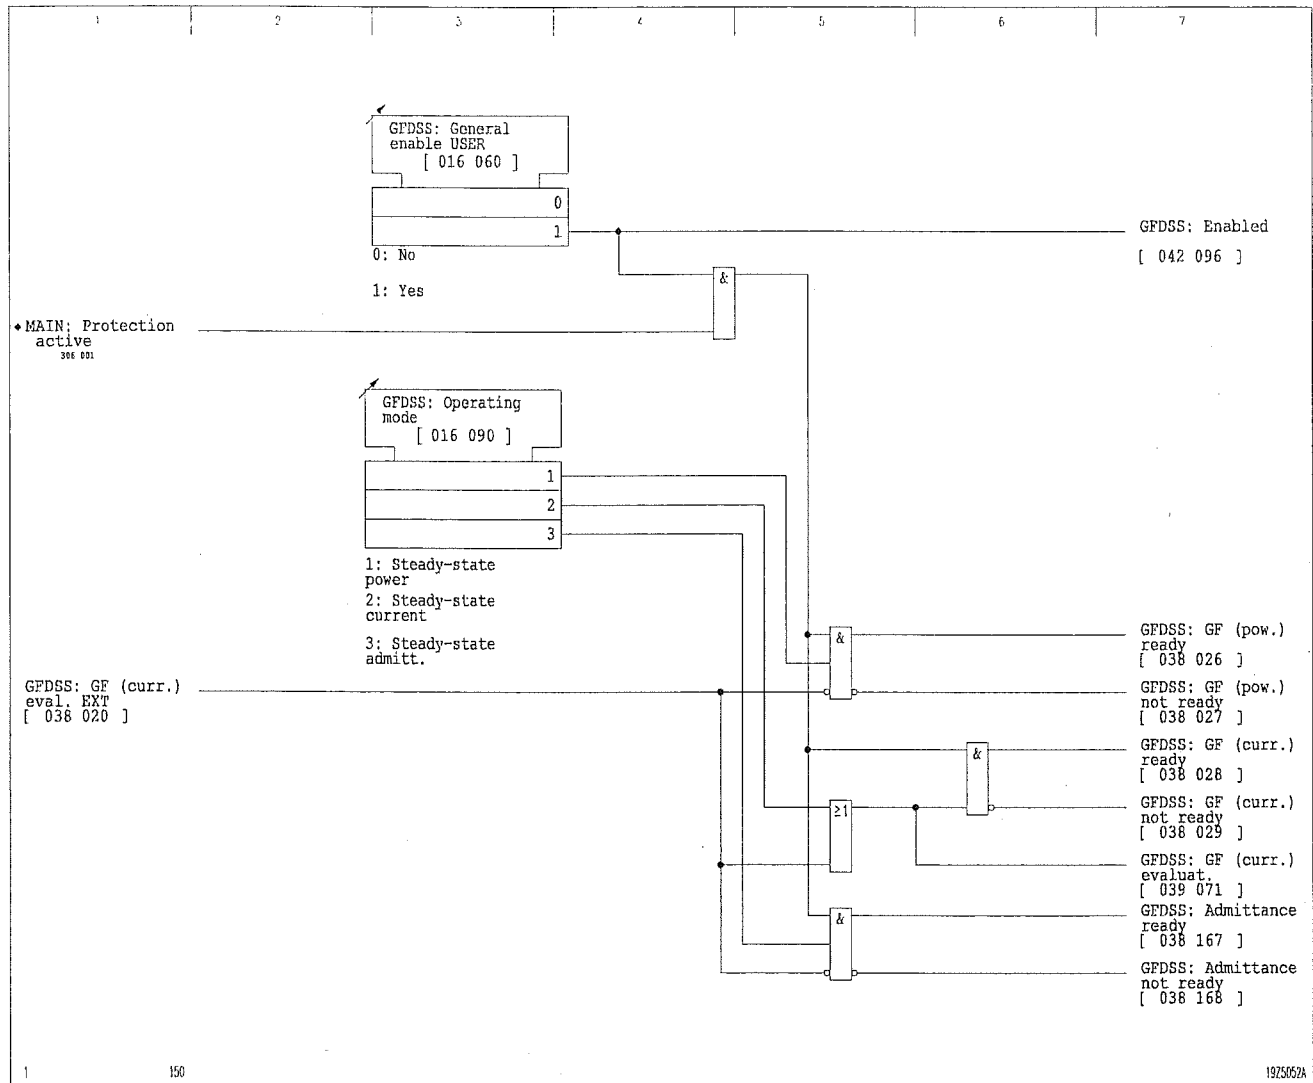 1 2 3 4 5 6 7
GFDSS: General
enable USER
[ 016 060 ]
0
1
0: No
1: Yes
GFDSS: Enabled
[ 042 096 ]
&
MAIN: Protection
active
306 001
GFDSS: Operating
mode
[ 016 090 ]
1
2
3
1: Steady-state
power
2: Steady-state
current
3: Steady-state
admitt.
GFDSS: GF (curr.)
eval. EXT
[ 038 020 ]
&
GFDSS: GF (pow.)
ready
[ 038 026 ]
GFDSS: GF (pow.)
not ready
[ 038 027 ]
&
GFDSS: GF (curr.)
ready
[ 038 028 ]
≥1
GFDSS: GF (curr.)
not ready
[ 038 029 ]
GFDSS: GF (curr.)
evaluat.
[ 039 071 ]
&
GFDSS: Admittance
ready
[ 038 167 ]
GFDSS: Admittance
not ready
[ 038 168 ]
1 150 19Z5052A